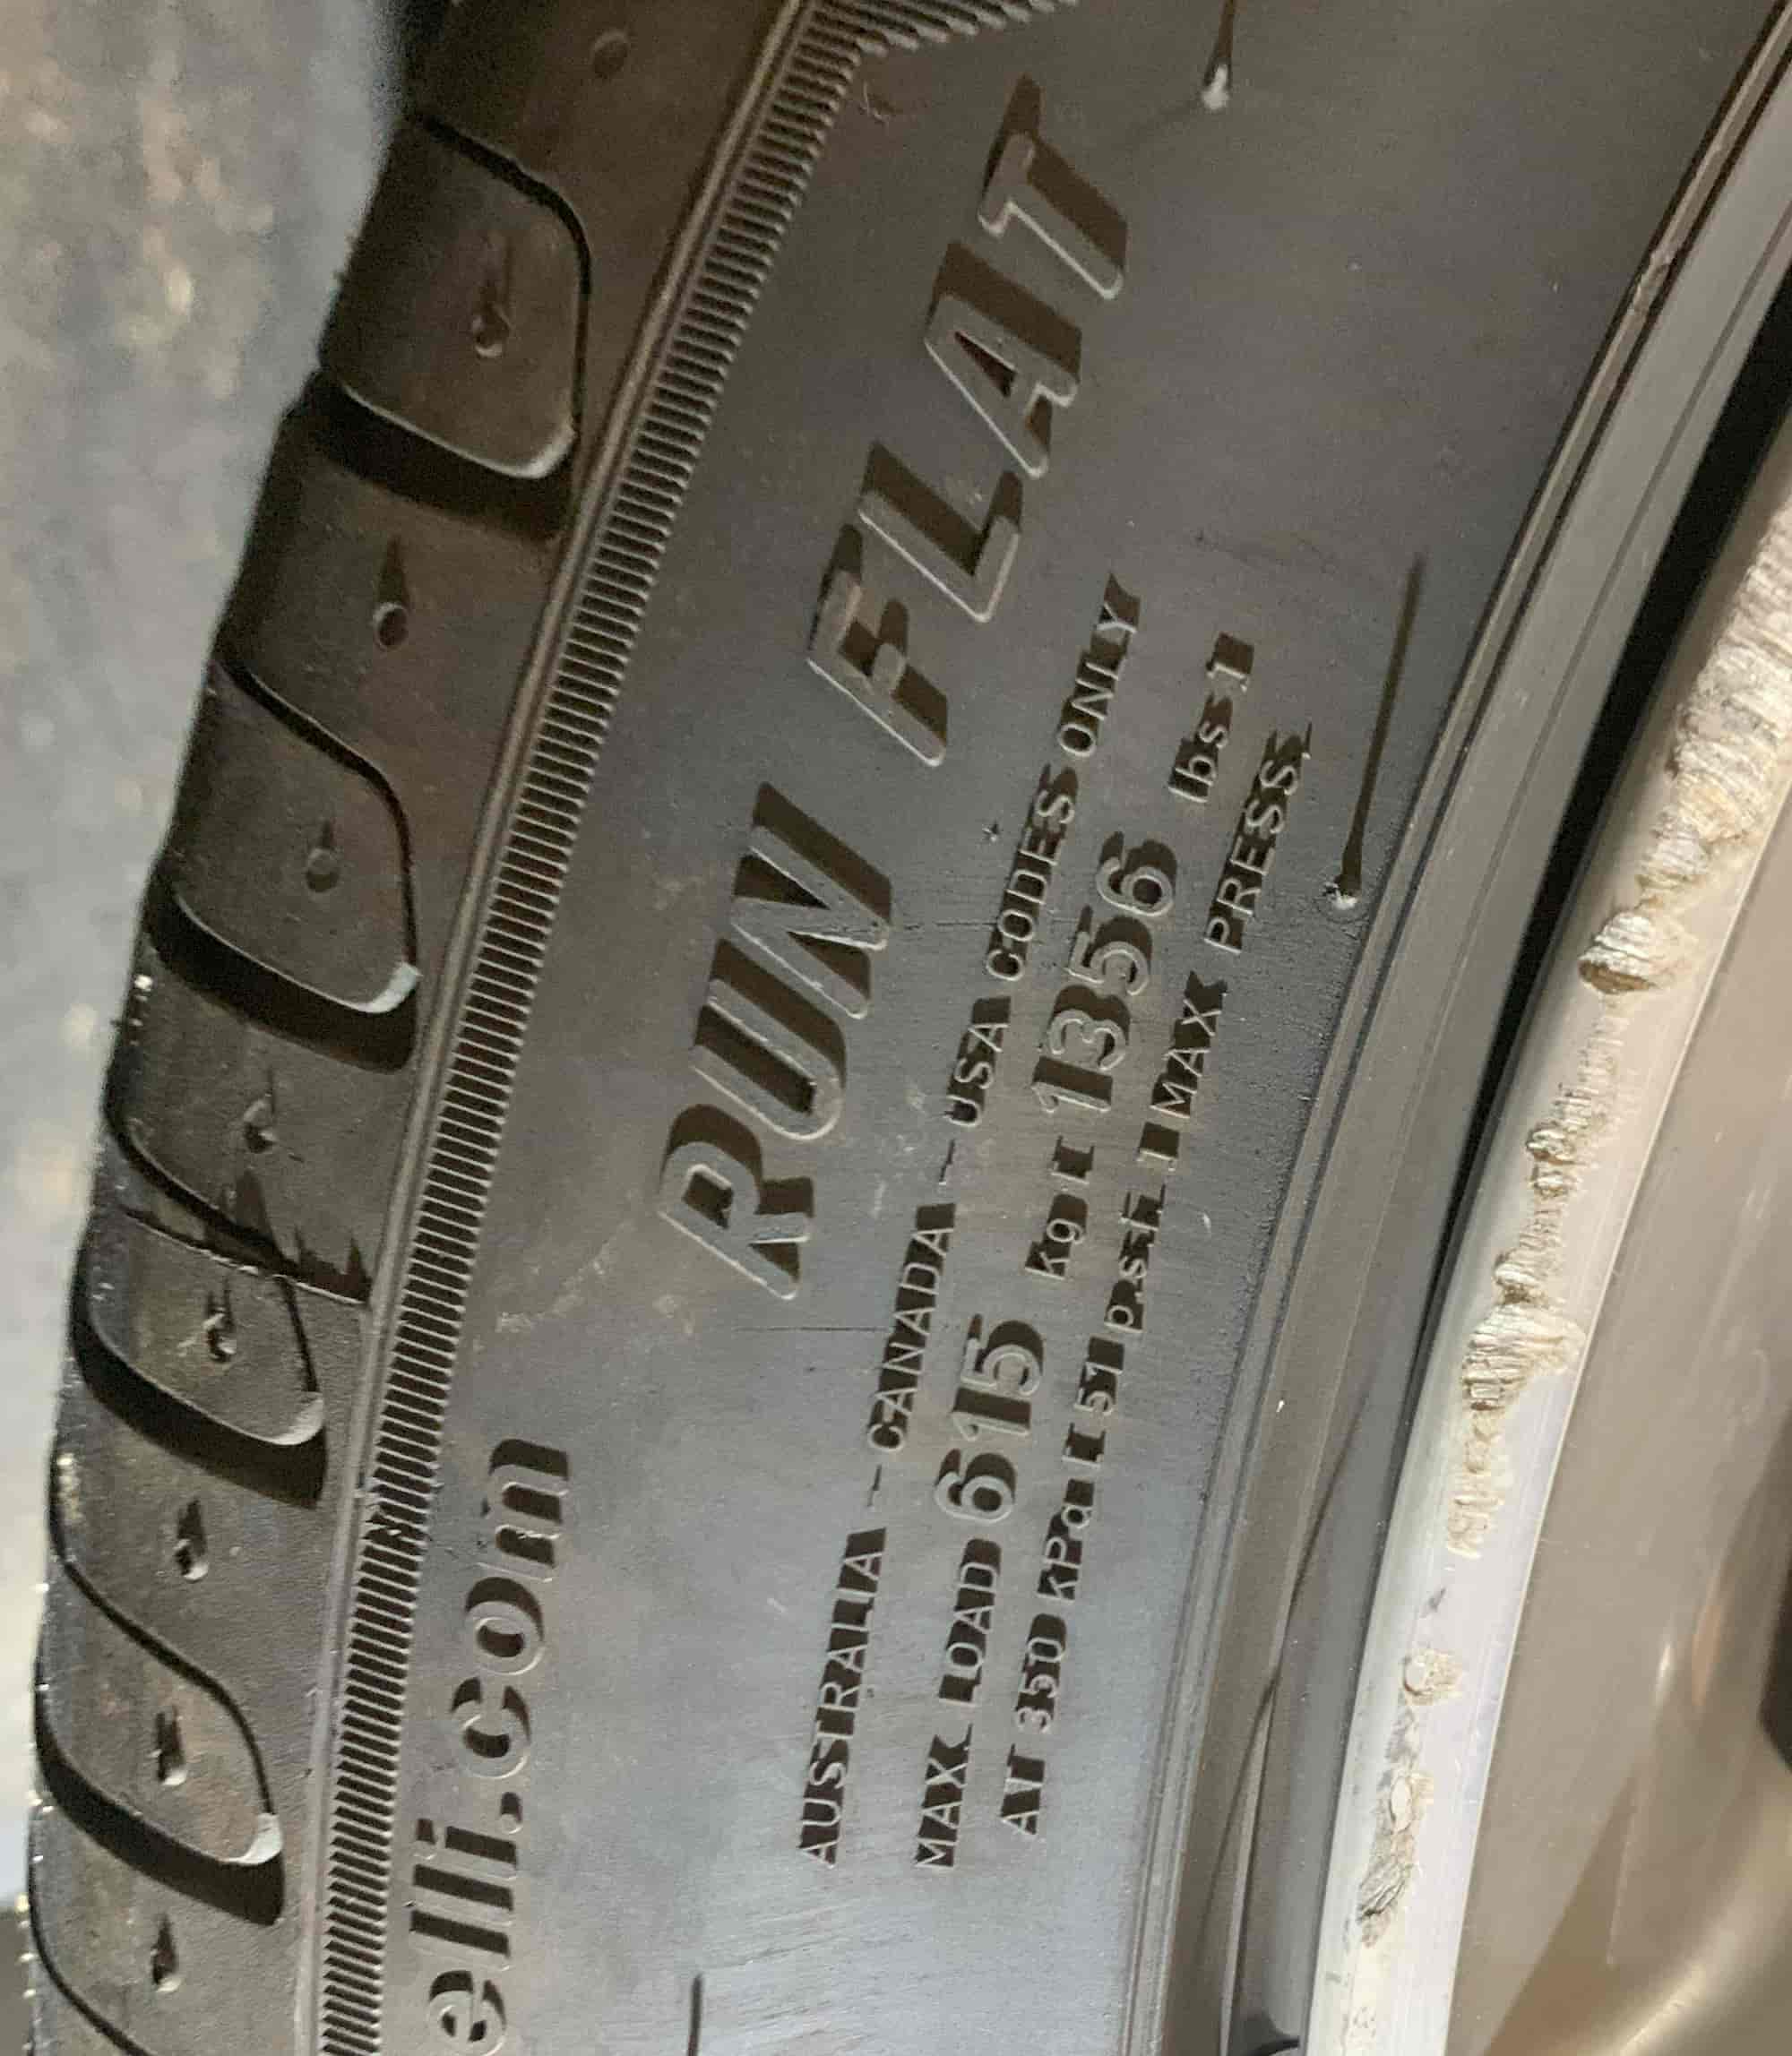 RUN FLAT
AUSTRALIA - CANADA - USA CODES ONLY
MAX. LOAD 615 kg [ 1356 lbs ]
AT 350 kPa [ 51 p.s.i. ] MAX PRESS.
elli.com